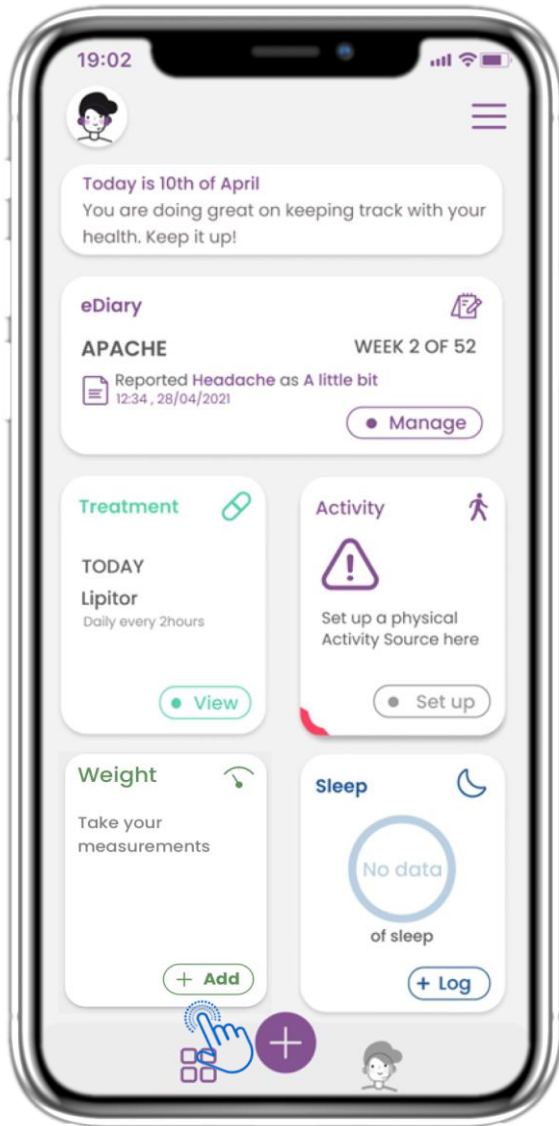 19:02
Today is 10th of April
You are doing great on keeping track with your
health. Keep it up!
eDiary
APACHE
WEEK 2 OF 52
Reported Headache as A little bit
12:34 , 28/04/2021
Manage
Treatment
TODAY
Lipitor
Daily every 2hours
View
Activity
Set up a physical
Activity Source here
Set up
Weight
Take your
measurements
+ Add
Sleep
No data
of sleep
+ Log